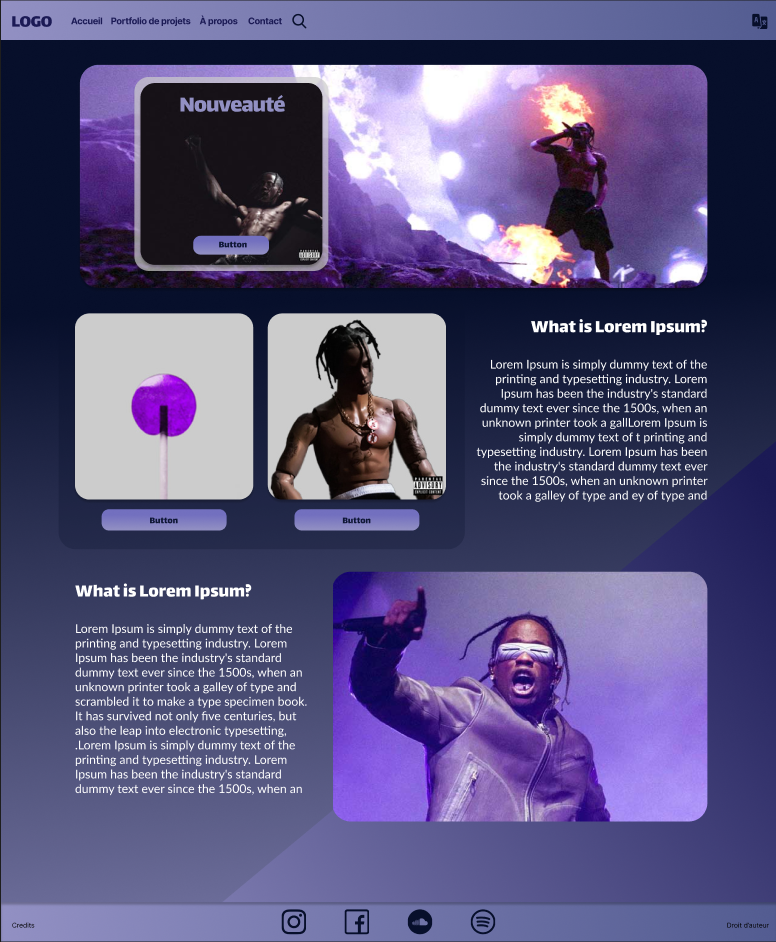 LOGO Accueil Portfolio de projets À propos Contact
Nouveauté
Button
What is Lorem Ipsum?
Lorem Ipsum is simply dummy text of the
printing and typesetting industry. Lorem
Ipsum has been the industry's standard
dummy text ever since the 1500s, when an
unknown printer took a gallLorem Ipsum is
simply dummy text of t printing and
typesetting industry. Lorem Ipsum has been
the industry's standard dummy text ever
since the 1500s, when an unknown printer
took a galley of type and ey of type and
ADVISORY
Button
Button
What is Lorem Ipsum?
Lorem Ipsum is simply dummy text of the
printing and typesetting industry. Lorem
Ipsum has been the industry's standard
dummy text ever since the 1500s, when an
unknown printer took a galley of type and
scrambled it to make a type specimen book.
It has survived not only five centuries, but
also the leap into electronic typesetting,
.Lorem Ipsum is simply dummy text of the
printing and typesetting industry. Lorem
Ipsum has been the industry's standard
dummy text ever since the 1500s, when an
Credits
Droit d'auteur